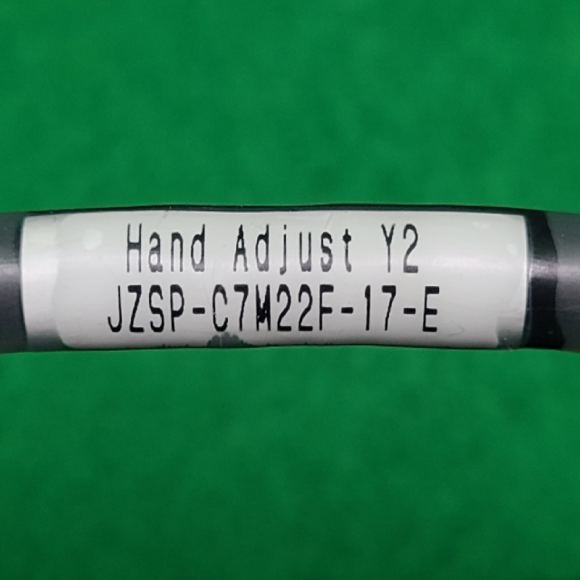 Hand Adjust Y2
JZSP-C7M22F-17-E